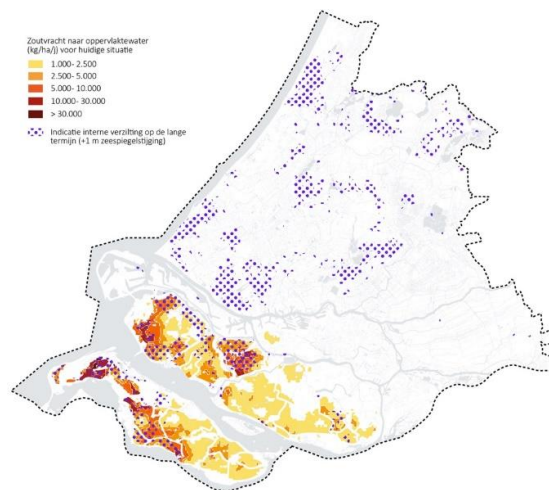 Zoutvracht naar oppervlaktewater
(kg/ha/j) voor huidige situatie
1.000- 2.500
2.500- 5.000
5.000- 10.000
10.000- 30.000
> 30.000
Indicatie interne verzilting op de lange
termijn (+1 m zeespiegelstijging)